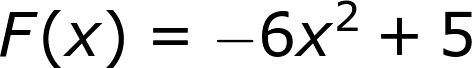 F(x) = −6x² + 5